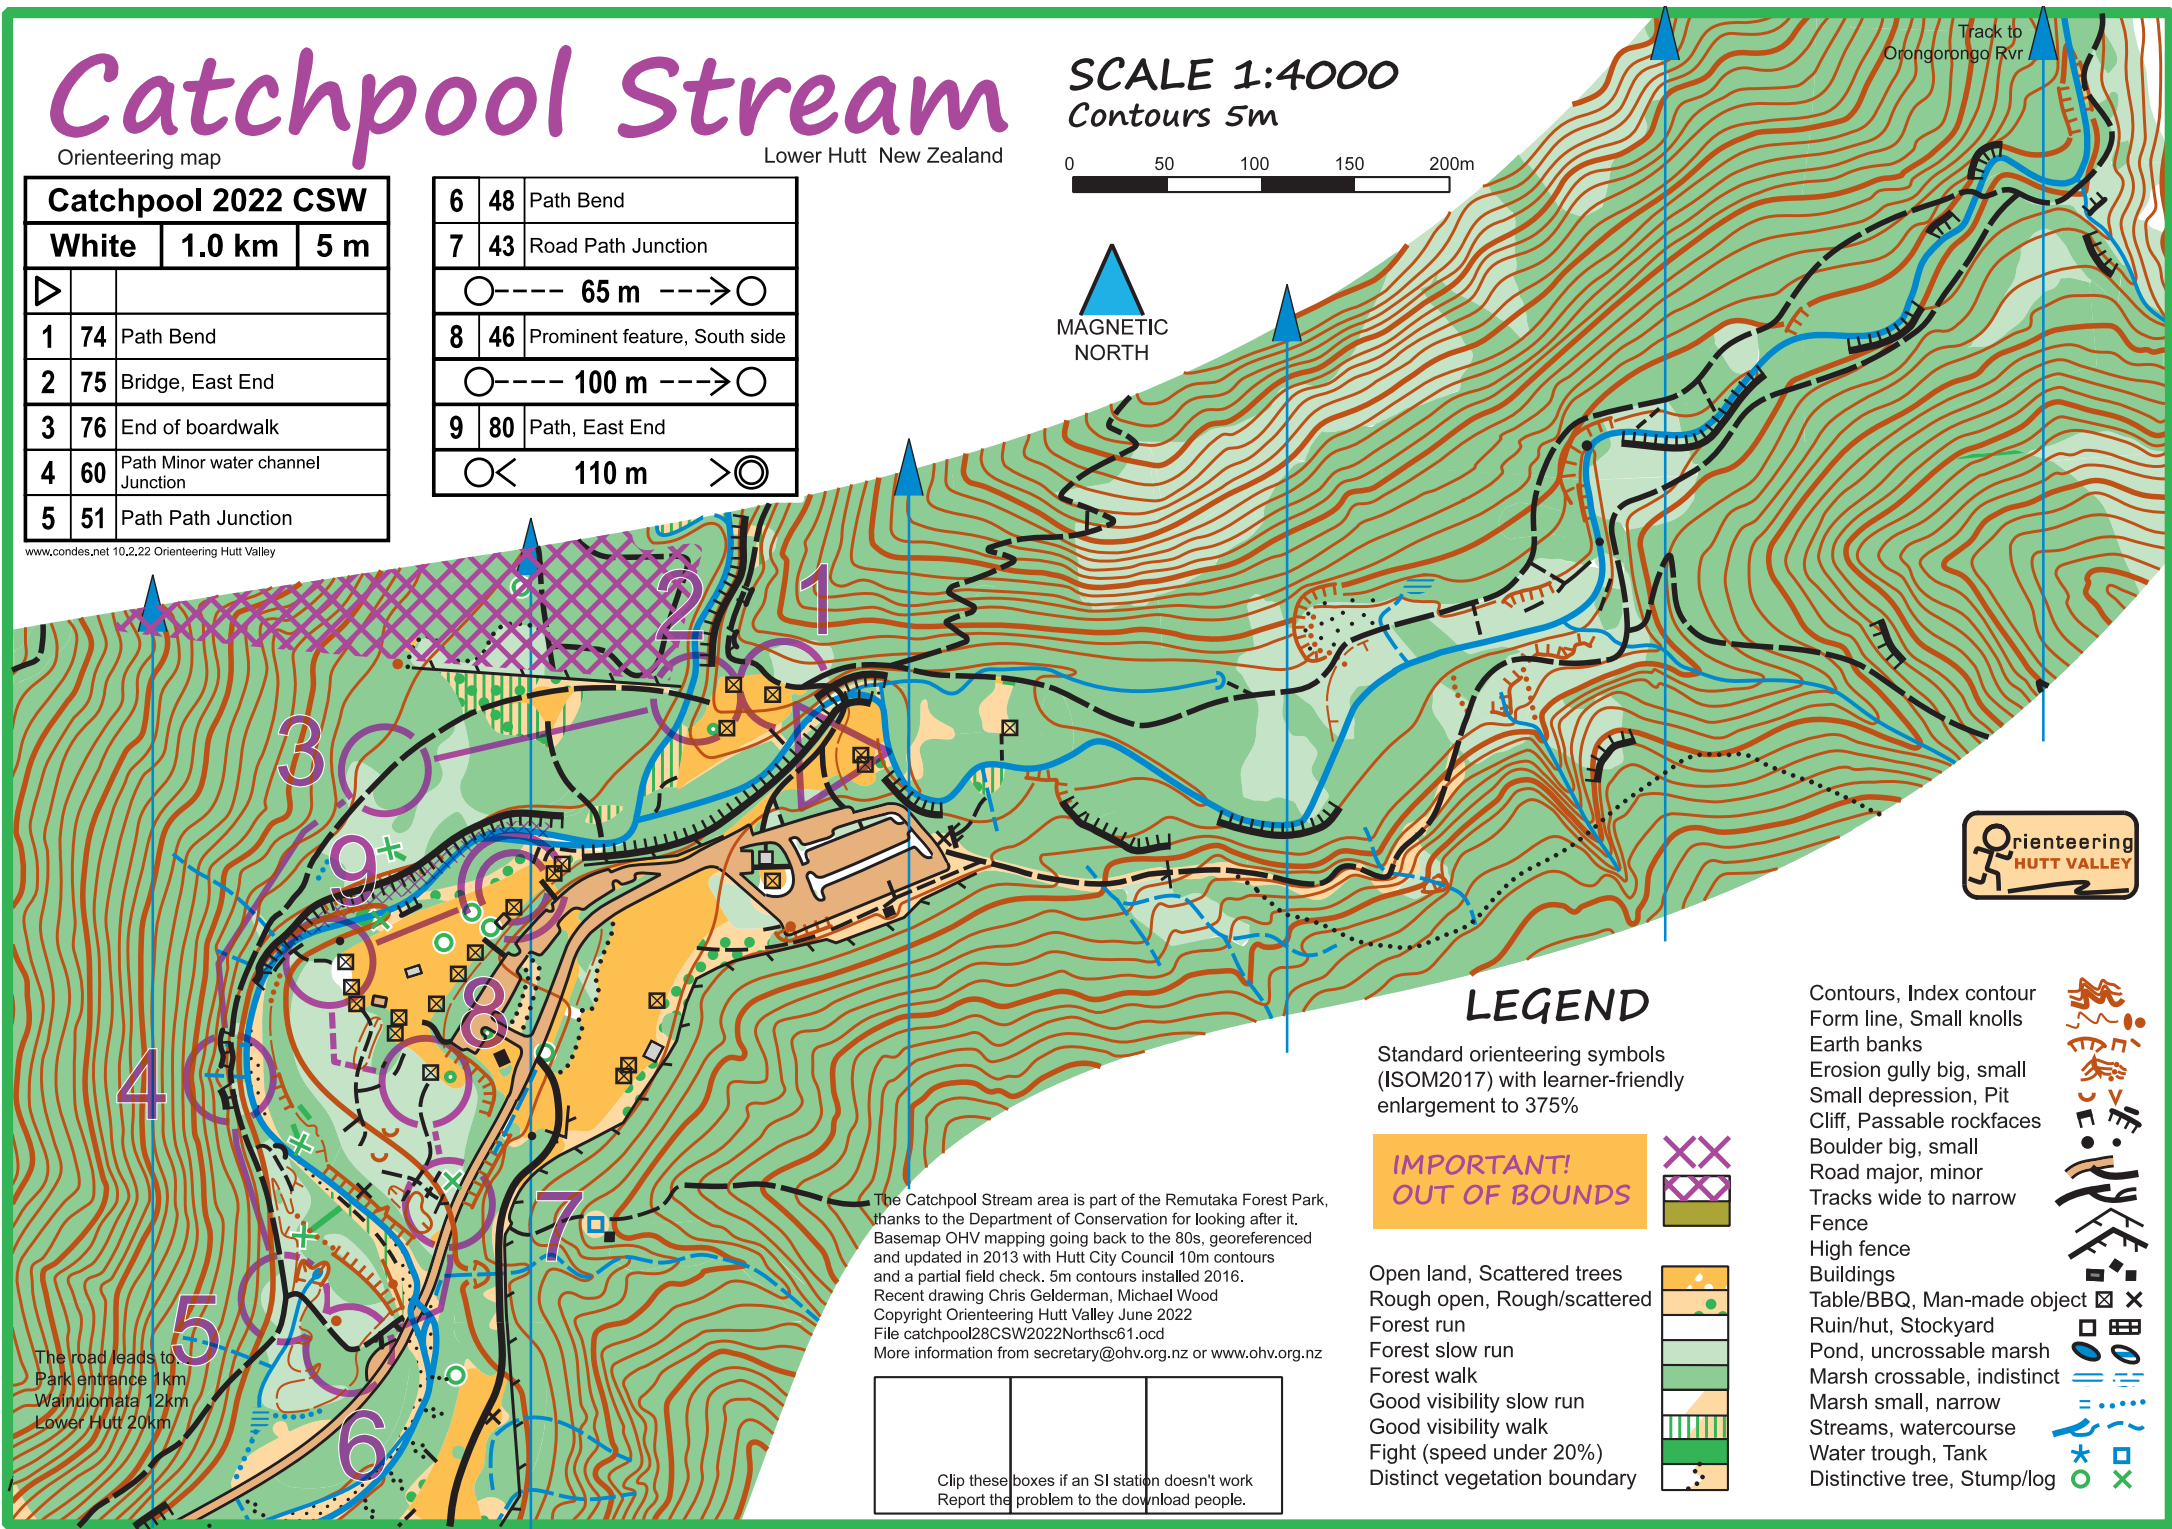 Catchpool Stream
Orienteering map
Lower Hutt New Zealand
SCALE 1:4000
Contours 5m
0 50 100 150 200m
MAGNETIC
NORTH
Track to
Orongorongo Rvr
Catchpool 2022 CSW
White 1.0 km 5 m
1 74 Path Bend
2 75 Bridge, East End
3 76 End of boardwalk
4 60 Path Minor water channel
Junction
5 51 Path Path Junction
www.condes.net 10.2.22 Orienteering Hutt Valley
6 48 Path Bend
7 43 Road Path Junction
65 m
8 46 Prominent feature, South side
100 m
9 80 Path, East End
110 m
1
2
3
9
8
4
7
5
6
The road leads to..
Park entrance 1km
Wainuiomata 12km
Lower Hutt 20km
Orienteering
HUTT VALLEY
The Catchpool Stream area is part of the Remutaka Forest Park,
thanks to the Department of Conservation for looking after it.
Basemap OHV mapping going back to the 80s, georeferenced
and updated in 2013 with Hutt City Council 10m contours
and a partial field check. 5m contours installed 2016.
Recent drawing Chris Gelderman, Michael Wood
Copyright Orienteering Hutt Valley June 2022
File catchpool28CSW2022Northsc61.ocd
More information from secretary@ohv.org.nz or www.ohv.org.nz
Clip these boxes if an SI station doesn't work
Report the problem to the download people.
LEGEND
Standard orienteering symbols
(ISOM2017) with learner-friendly
enlargement to 375%
IMPORTANT!
OUT OF BOUNDS
Open land, Scattered trees
Rough open, Rough/scattered
Forest run
Forest slow run
Forest walk
Good visibility slow run
Good visibility walk
Fight (speed under 20%)
Distinct vegetation boundary
Contours, Index contour
Form line, Small knolls
Earth banks
Erosion gully big, small
Small depression, Pit
Cliff, Passable rockfaces
Boulder big, small
Road major, minor
Tracks wide to narrow
Fence
High fence
Buildings
Table/BBQ, Man-made object
Ruin/hut, Stockyard
Pond, uncrossable marsh
Marsh crossable, indistinct
Marsh small, narrow
Streams, watercourse
Water trough, Tank
Distinctive tree, Stump/log